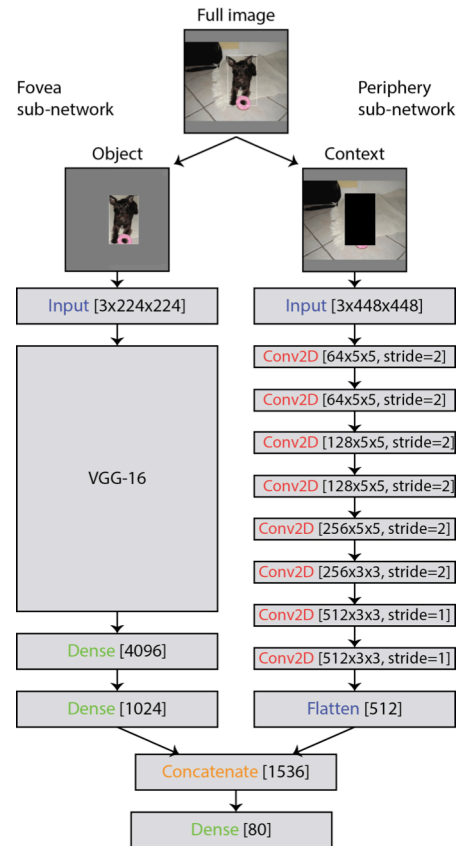 Full image
Fovea
sub-network
Periphery
sub-network
Object
Context
Input [3x224x224]
VGG-16
Dense [4096]
Dense [1024]
Input [3x448x448]
Conv2D [64x5x5, stride=2]
Conv2D [64x5x5, stride=2]
Conv2D [128x5x5, stride=2]
Conv2D [128x5x5, stride=2]
Conv2D [256x5x5, stride=2]
Conv2D [256x3x3, stride=2]
Conv2D [512x3x3, stride=1]
Conv2D [512x3x3, stride=1]
Flatten [512]
Concatenate [1536]
Dense [80]